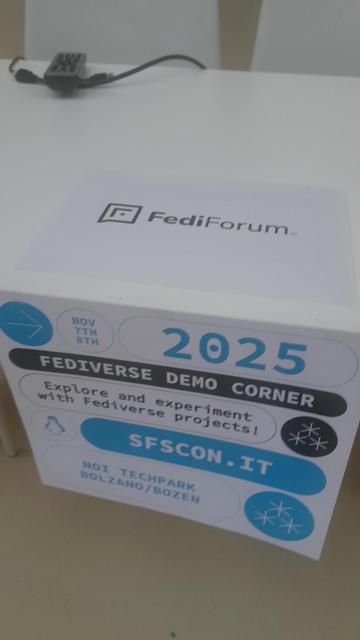 FediForum™
NOV
7TH
8TH
2025
FEDIVERSE DEMO CORNER
Explore and experiment
with Fediverse projects!
SFSCON.IT
NOI TECHPARK
BOLZANO/BOZEN